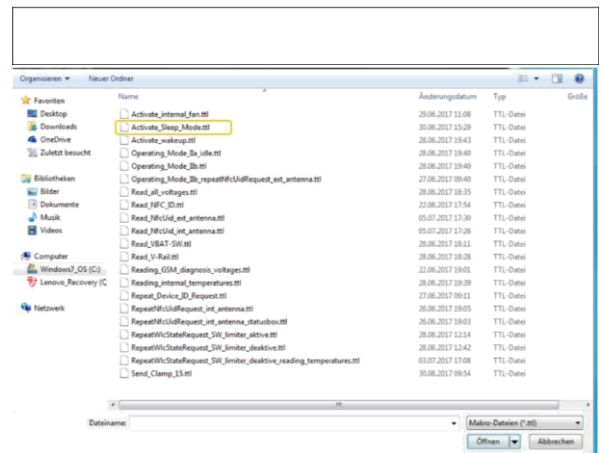 Organisieren Neuer Ordner
Name Änderungsdatum Typ Größe
Favoriten
Desktop
Downloads
OneDrive
Zuletzt besucht
Bibliotheken
Bilder
Dokumente
Musik
Videos
Computer
Windows7_OS (C:)
Lenovo_Recovery (C
Netzwerk
Activate_internal_fan.ttl 29.06.2017 11:08 TTL-Datei
Activate_Sleep_Mode.ttl 30.06.2017 15:29 TTL-Datei
Activate_wakeup.ttl 28.06.2017 19:43 TTL-Datei
Operating_Mode_IIa_idle.ttl 28.06.2017 19:40 TTL-Datei
Operating_Mode_IIb.ttl 28.06.2017 19:40 TTL-Datei
Operating_Mode_IIb_repeatNfcUidRequest_ext_antenna.ttl 27.06.2017 09:40 TTL-Datei
Read_all_voltages.ttl 28.06.2017 18:35 TTL-Datei
Read_NFC_ID.ttl 22.06.2017 17:54 TTL-Datei
Read_NfcUid_ext_antenna.ttl 05.07.2017 17:30 TTL-Datei
Read_NfcUid_int_antenna.ttl 05.07.2017 17:26 TTL-Datei
Read_VBAT-SW.ttl 28.06.2017 18:11 TTL-Datei
Read_V-Rail.ttl 28.06.2017 18:28 TTL-Datei
Reading_GSM_diagnosis_voltages.ttl 22.06.2017 19:01 TTL-Datei
Reading_internal_temperatures.ttl 28.06.2017 19:39 TTL-Datei
Repeat_Device_ID_Request.ttl 27.06.2017 09:11 TTL-Datei
RepeatNfcUidRequest_int_antenna.ttl 26.06.2017 19:05 TTL-Datei
RepeatNfcUidRequest_int_antenna_statusbox.ttl 26.06.2017 19:03 TTL-Datei
RepeatWlcStateRequest_SW_limiter_aktive.ttl 28.06.2017 12:14 TTL-Datei
RepeatWlcStateRequest_SW_limiter_deaktive.ttl 28.06.2017 12:42 TTL-Datei
RepeatWlcStateRequest_SW_limiter_deaktive_reading_temperatures.ttl 03.07.2017 17:08 TTL-Datei
Send_Clamp_15.ttl 30.06.2017 09:54 TTL-Datei
Dateiname: Makro-Dateien (*.ttl)
Öffnen Abbrechen